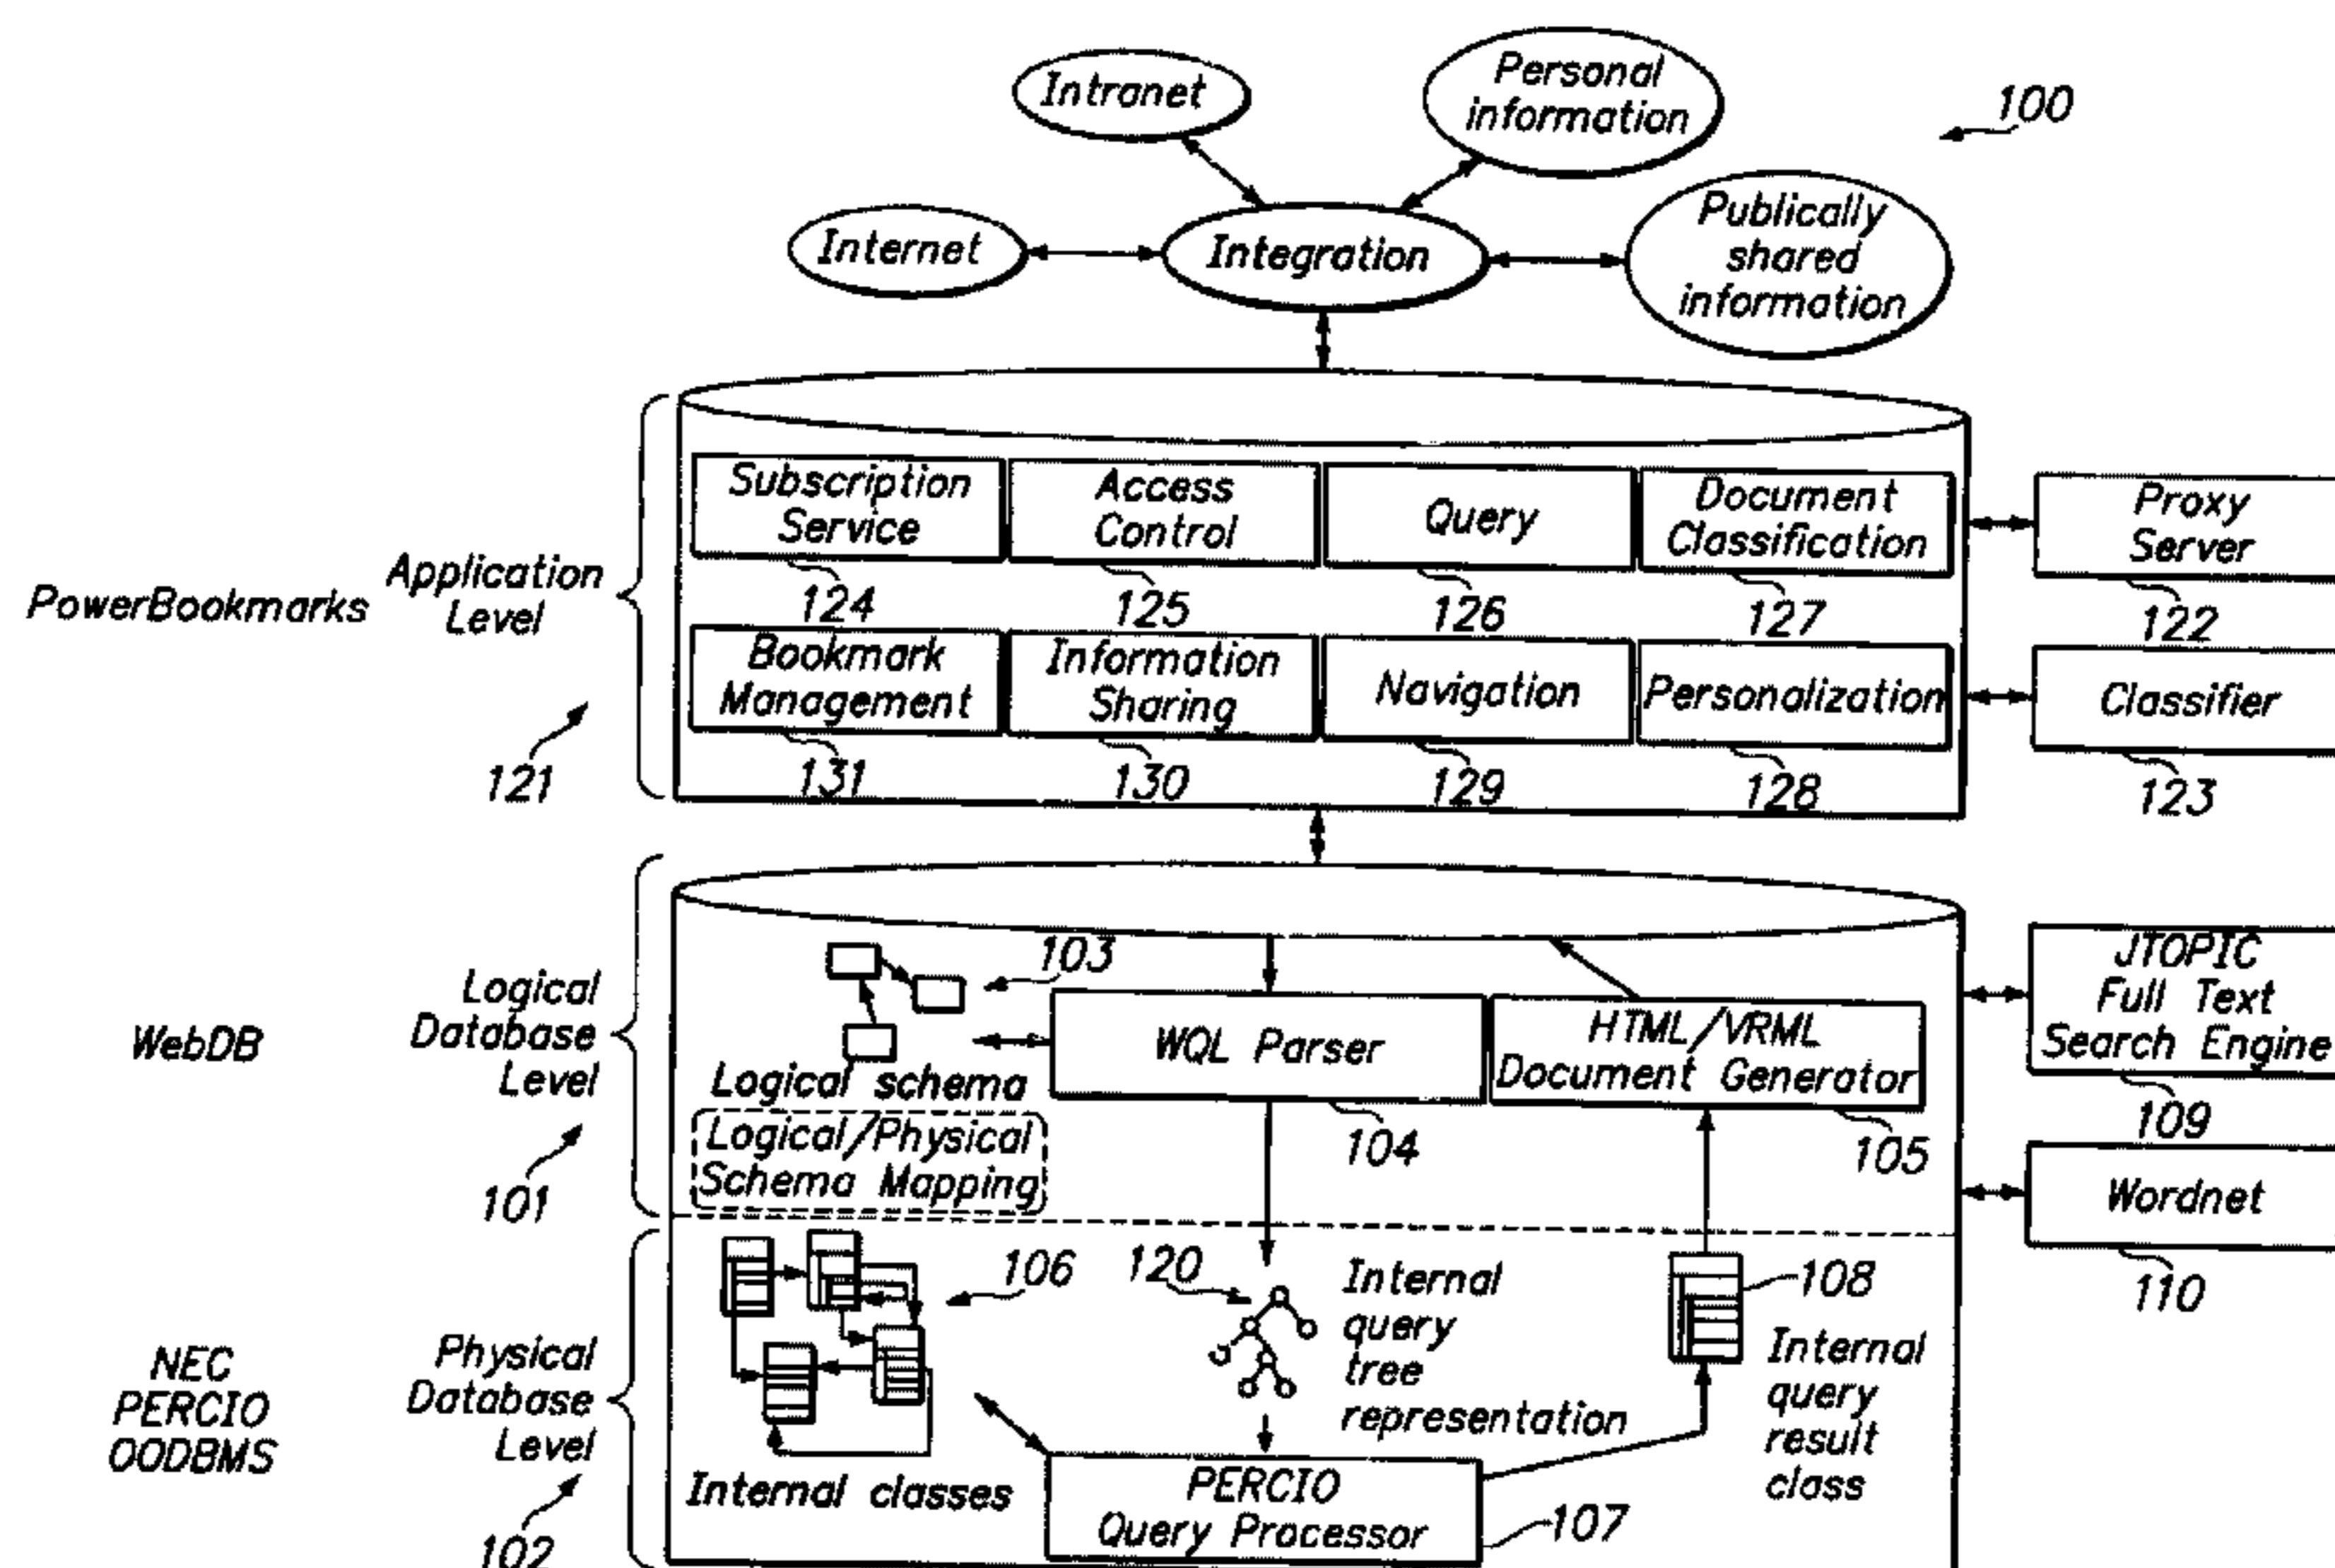 Intranet
Personal
information
100
Internet
Integration
Publically
shared
information
PowerBookmarks
Application
Level
121
Subscription
Service
124
Access
Control
125
Query
126
Document
Classification
127
Bookmark
Management
131
Information
Sharing
130
Navigation
129
Personalization
128
Proxy
Server
122
Classifier
123
WebDB
Logical
Database
Level
101
103
Logical schema
Logical/Physical
Schema Mapping
WQL Parser
104
HTML/VRML
Document Generator
105
JTOPIC
Full Text
Search Engine
109
Wordnet
110
NEC
PERCIO
OODBMS
Physical
Database
Level
102
106
Internal classes
120
Internal
query
tree
representation
PERCIO
Query Processor
107
108
Internal
query
result
class